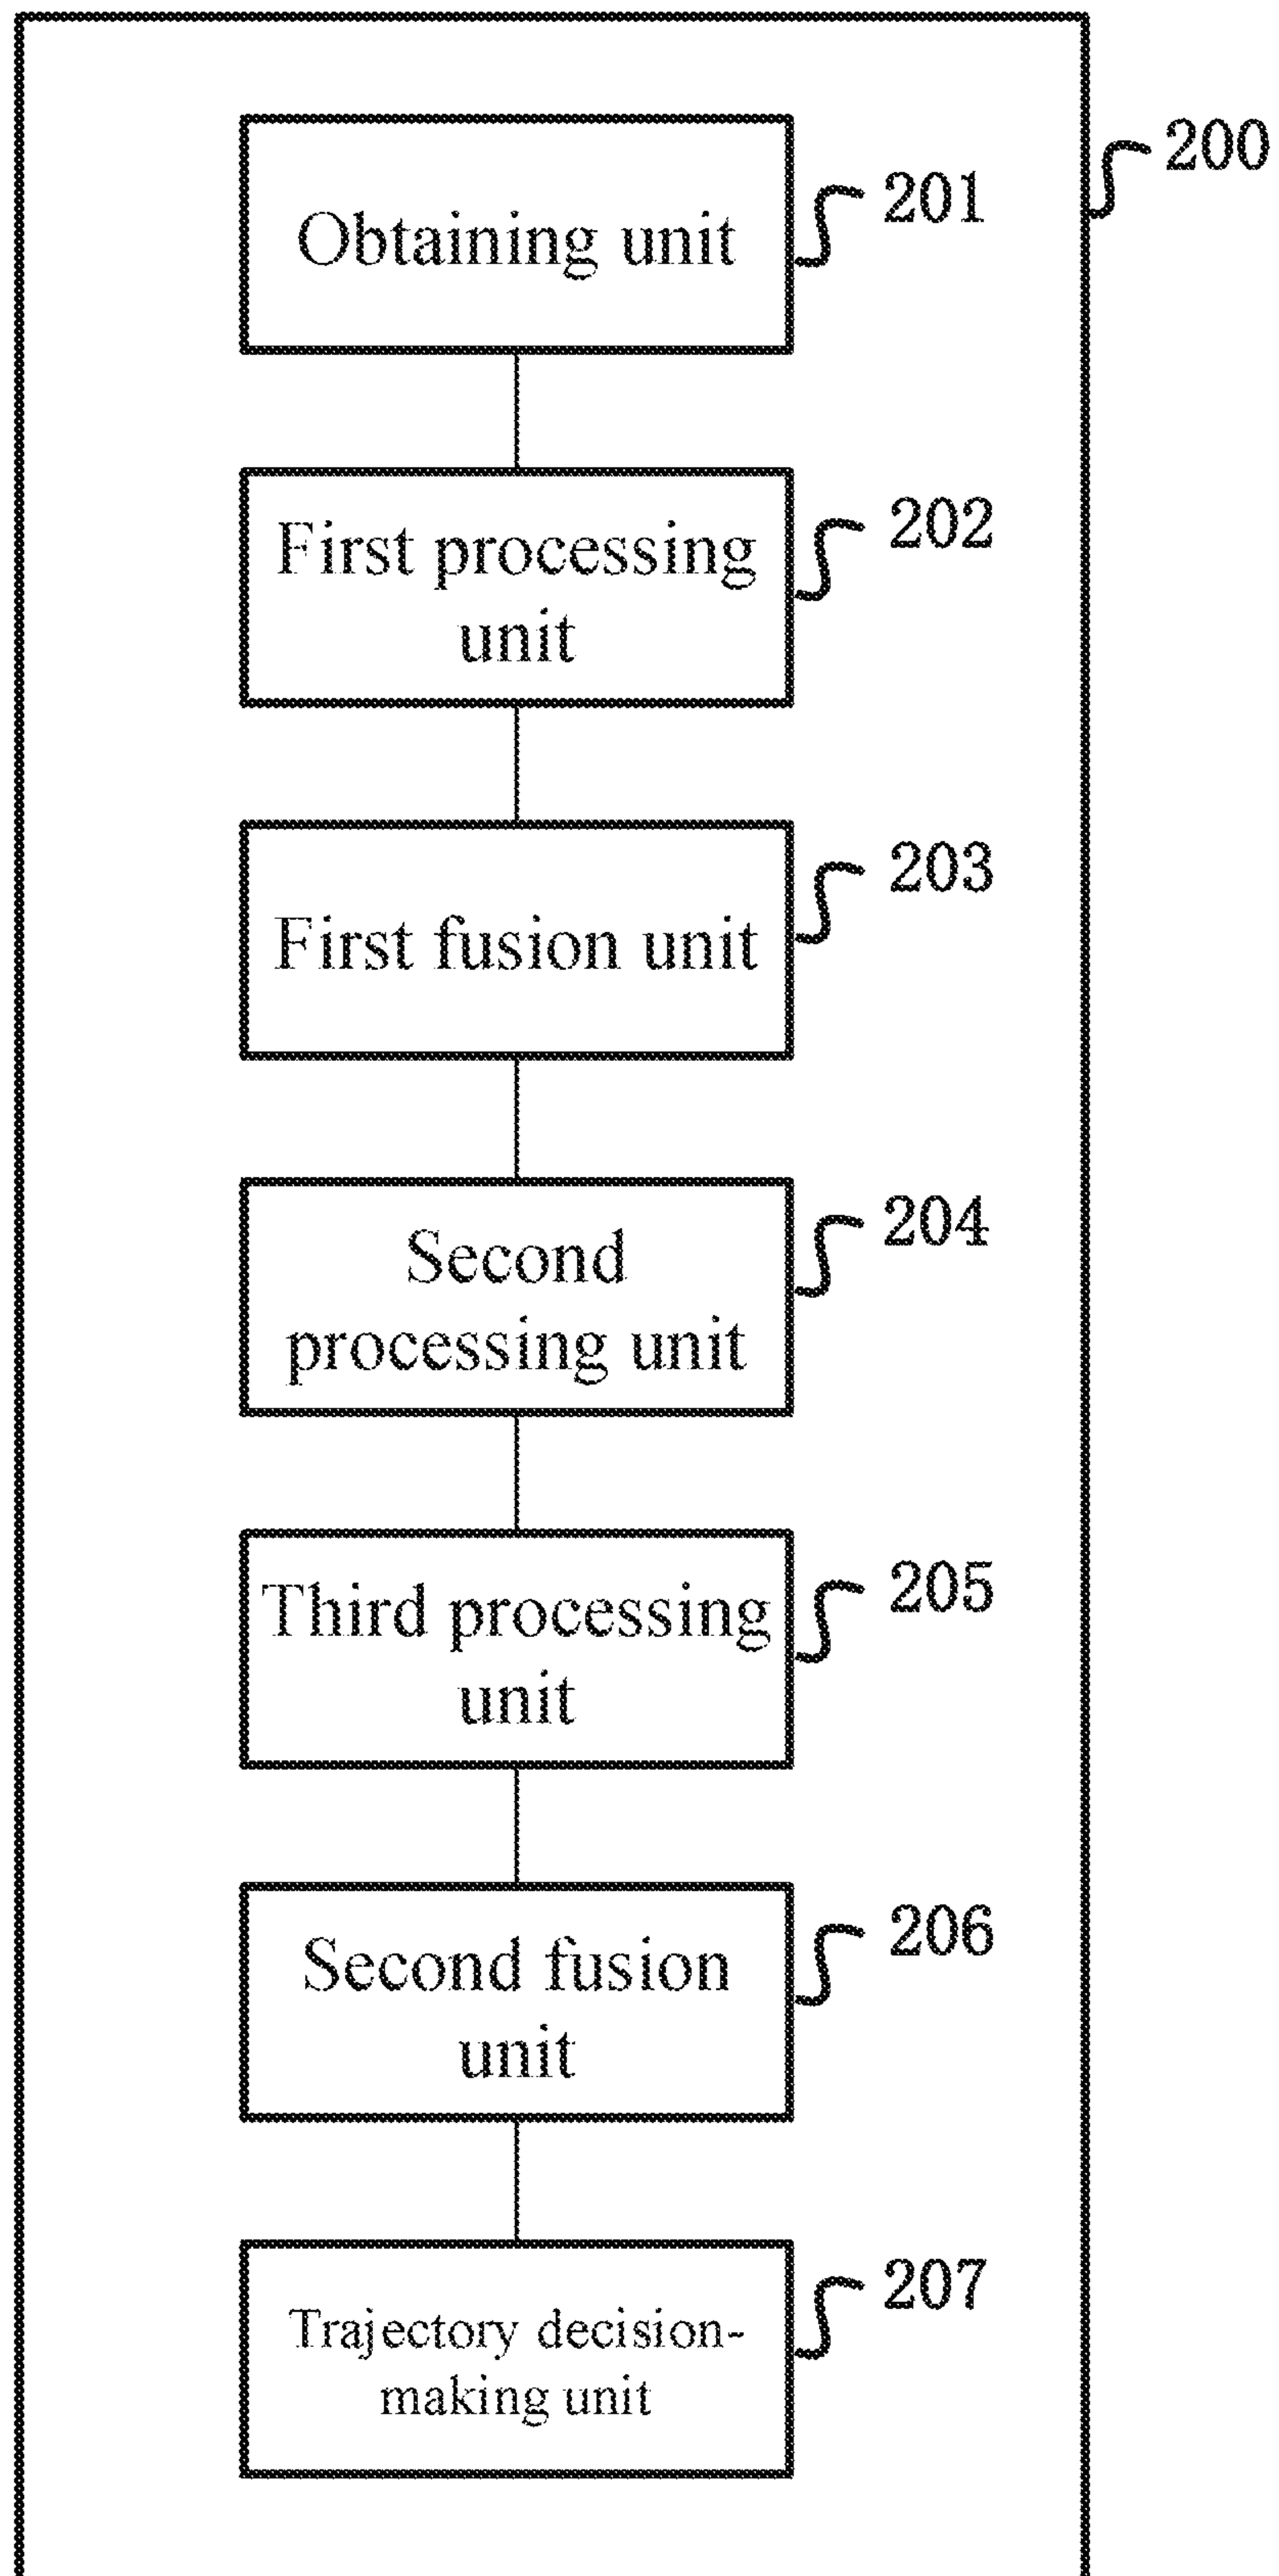 200
Obtaining unit
201
First processing
unit
202
First fusion unit
203
Second
processing unit
204
Third processing
unit
205
Second fusion
unit
206
Trajectory decision-
making unit
207